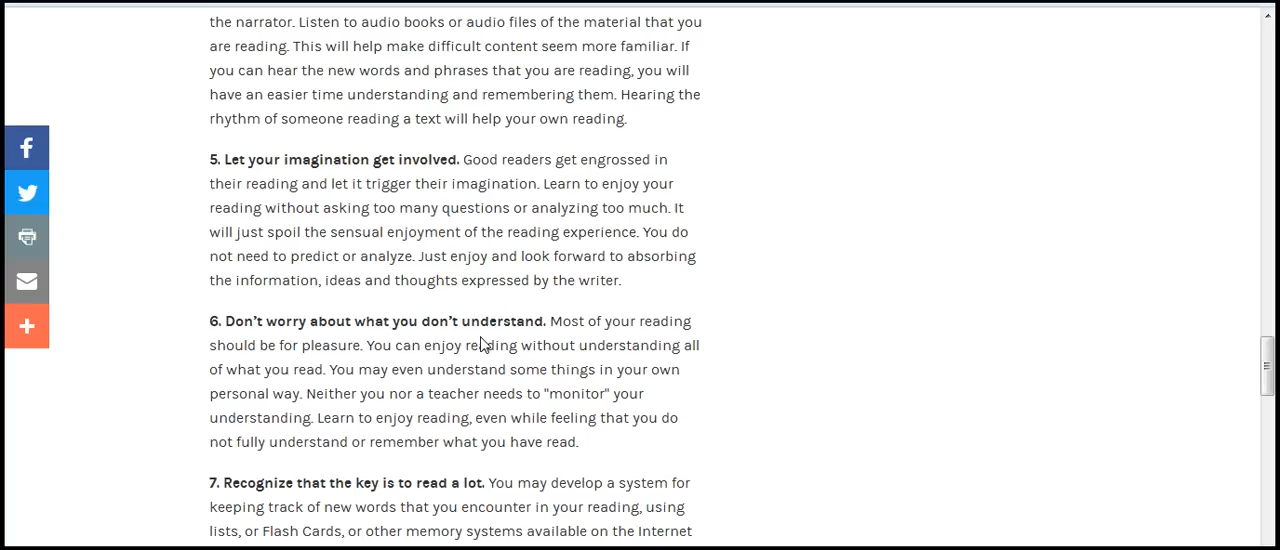 the narrator. Listen to audio books or audio files of the material that you
are reading. This will help make difficult content seem more familiar. If
you can hear the new words and phrases that you are reading, you will
have an easier time understanding and remembering them. Hearing the
rhythm of someone reading a text will help your own reading.
5. Let your imagination get involved. Good readers get engrossed in
their reading and let it trigger their imagination. Learn to enjoy your
reading without asking too many questions or analyzing too much. It
will just spoil the sensual enjoyment of the reading experience. You do
not need to predict or analyze. Just enjoy and look forward to absorbing
the information, ideas and thoughts expressed by the writer.
6. Don’t worry about what you don’t understand. Most of your reading
should be for pleasure. You can enjoy reading without understanding all
of what you read. You may even understand some things in your own
personal way. Neither you nor a teacher needs to "monitor" your
understanding. Learn to enjoy reading, even while feeling that you do
not fully understand or remember what you have read.
7. Recognize that the key is to read a lot. You may develop a system for
keeping track of new words that you encounter in your reading, using
lists, or Flash Cards, or other memory systems available on the Internet